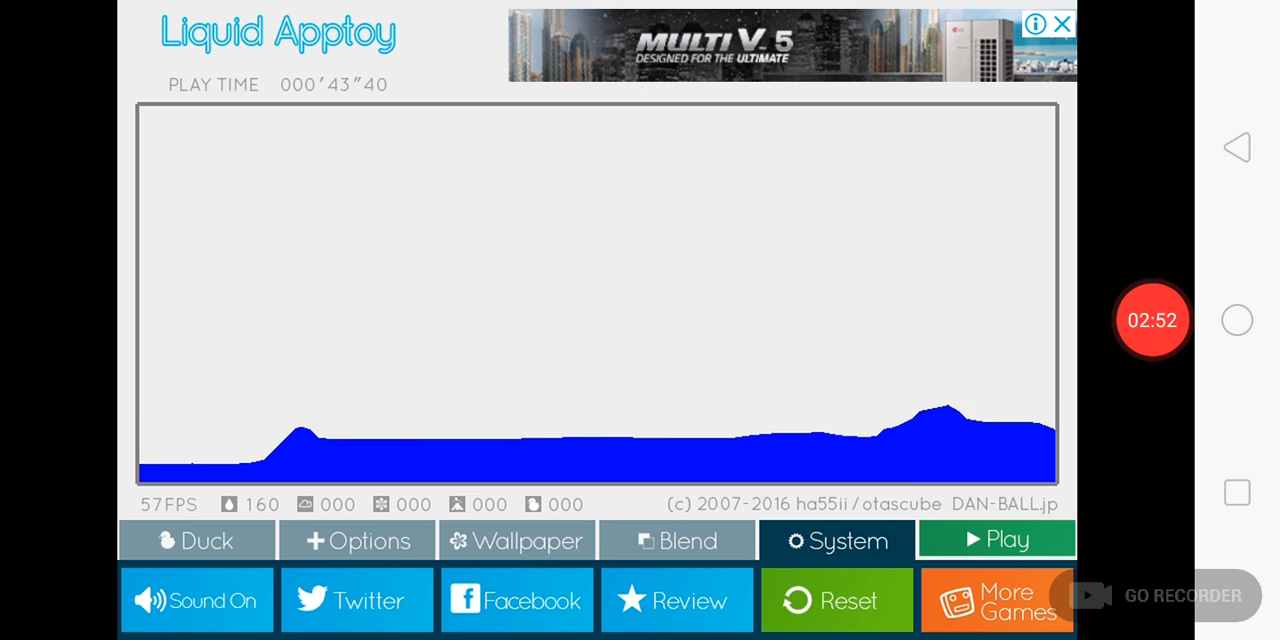 Liquid Apptoy
MULTI V 5
DESIGNED FOR THE ULTIMATE
LG
PLAY TIME 000'43"40
02:52
57FPS 160 000 000 000 000 (c) 2007-2016 ha55ii/otascube DAN-BALL.jp
Duck Options Wallpaper Blend System Play
Sound On Twitter Facebook Review Reset More Games
GO RECORDER